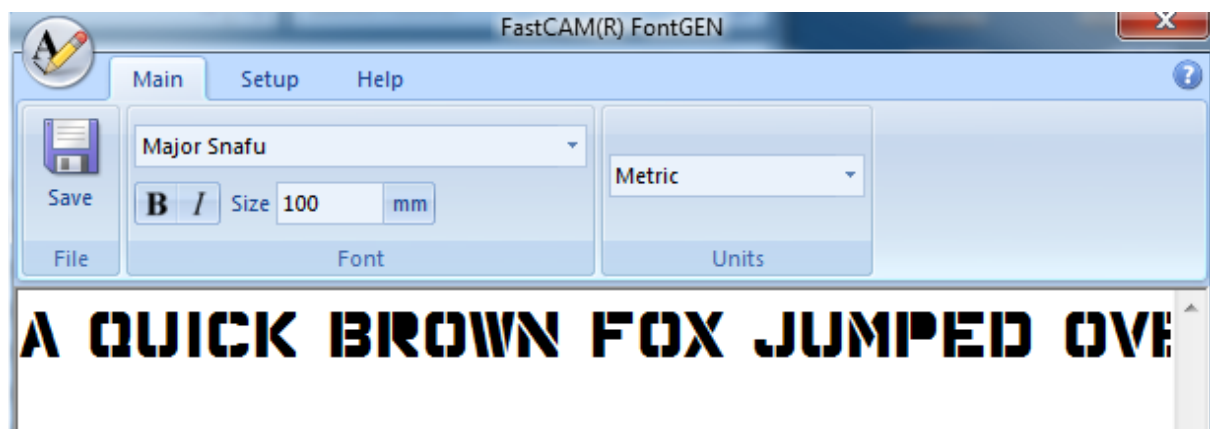 FastCAM(R) FontGEN
Main Setup Help
Major Snafu
Metric
Save B I Size 100 mm
File Font Units
A QUICK BROWN FOX JUMPED OVE